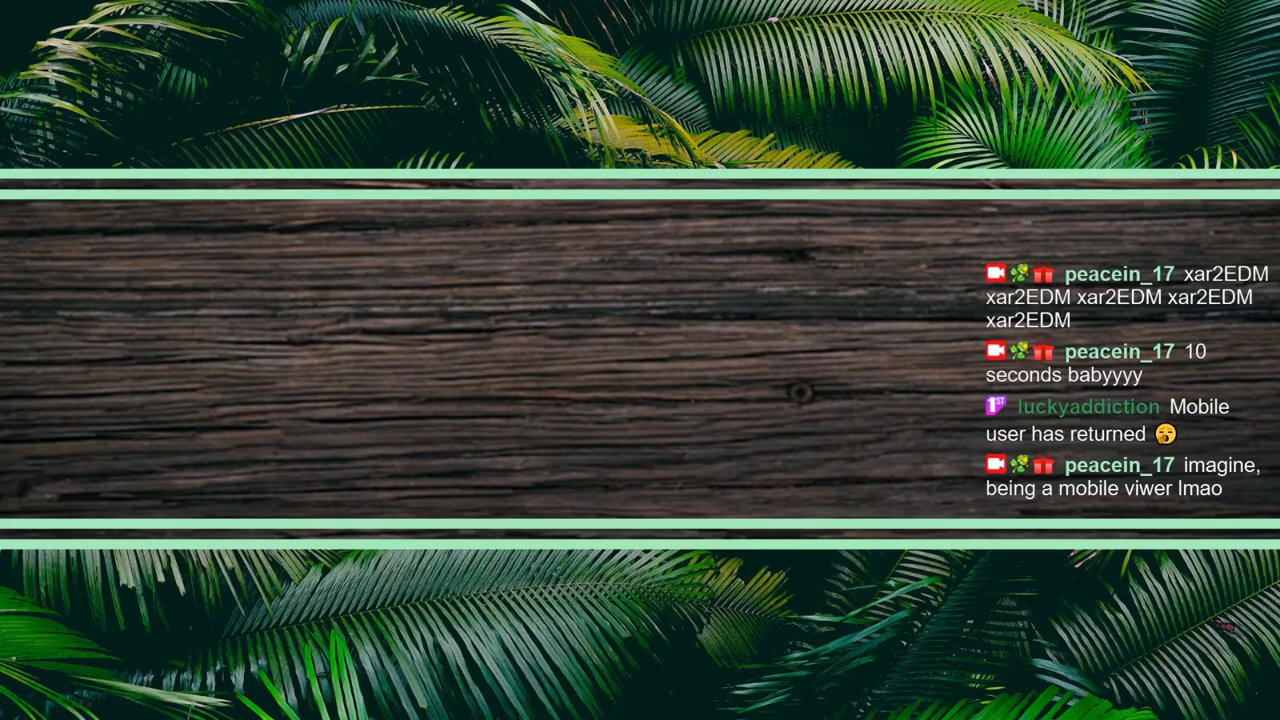 peacein_17 xar2EDM
xar2EDM xar2EDM xar2EDM
xar2EDM
peacein_17 10
seconds babyyyy
1ST luckyaddiction Mobile
user has returned 🥱
peacein_17 imagine,
being a mobile viwer lmao